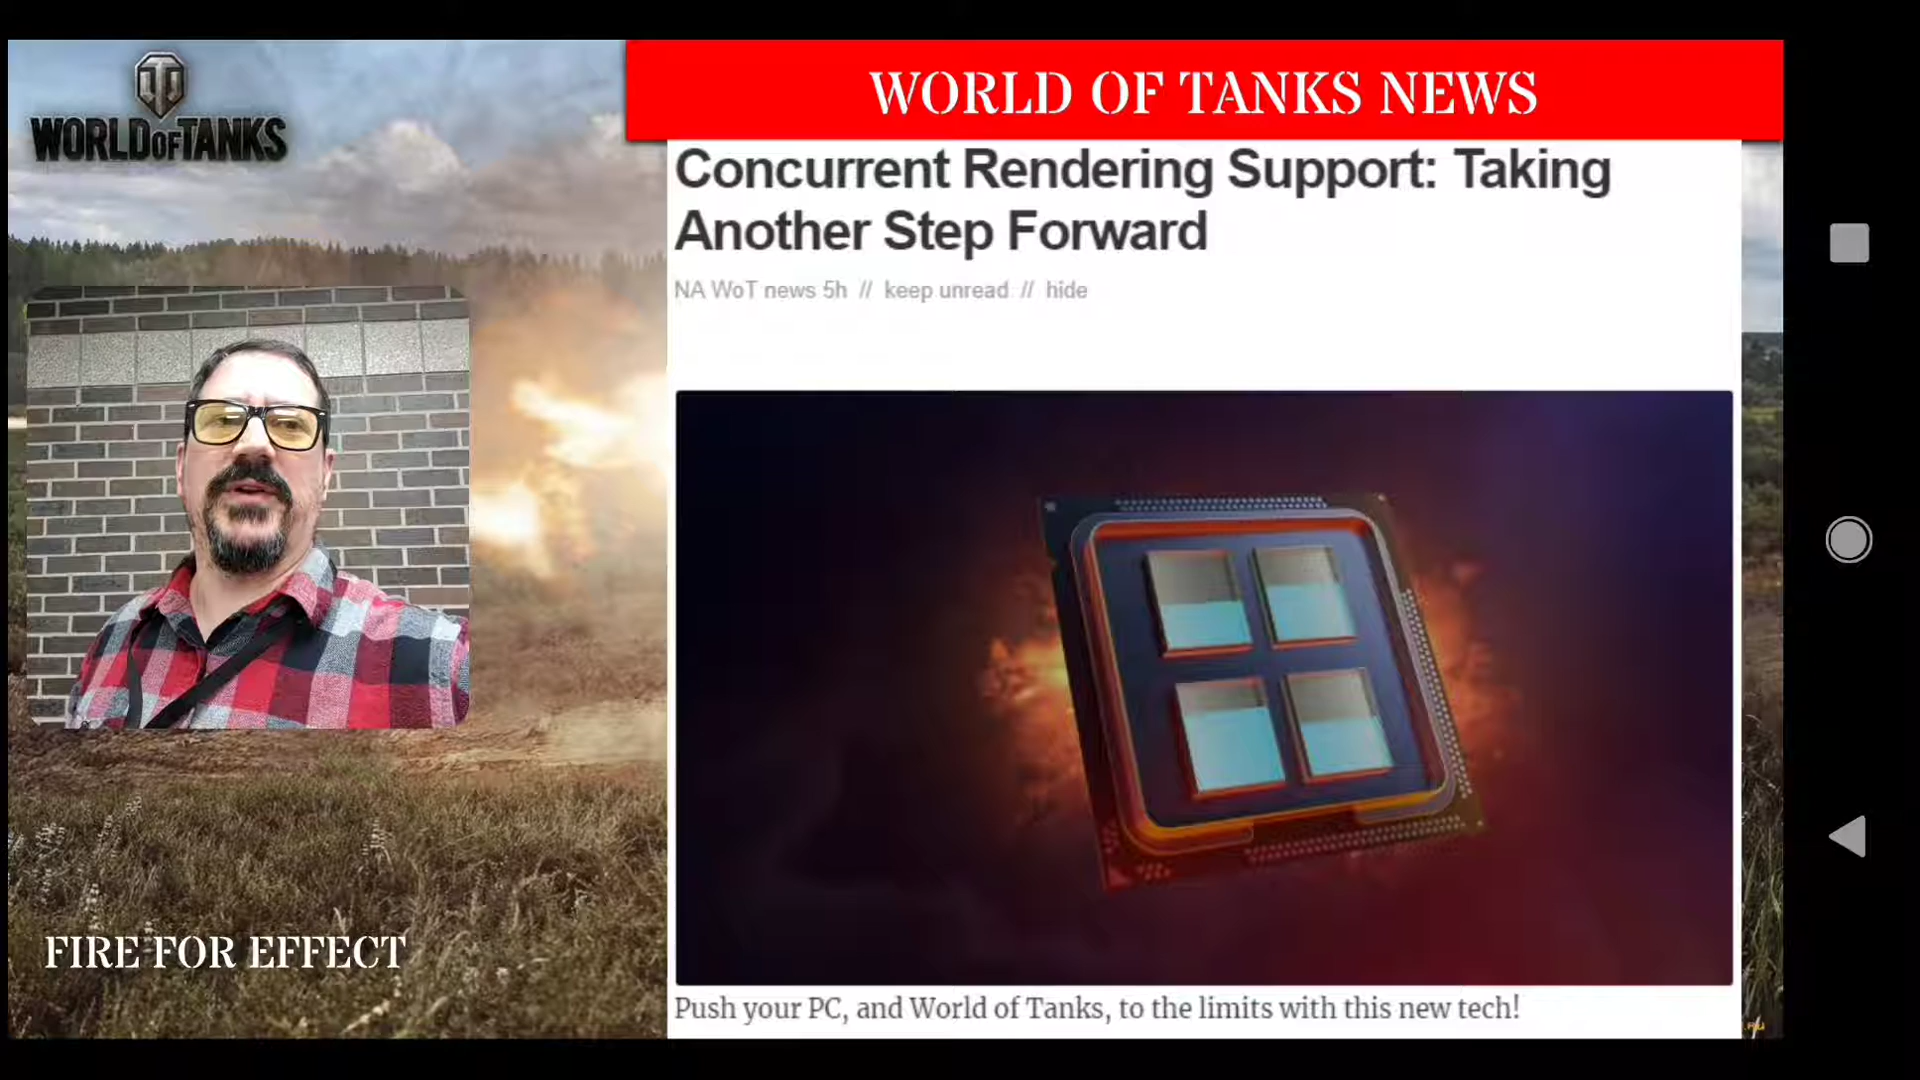 WORLD OF TANKS
WORLD OF TANKS NEWS
Concurrent Rendering Support: Taking
Another Step Forward
NA WoT news 5h // keep unread // hide
Push your PC, and World of Tanks, to the limits with this new tech!
FIRE FOR EFFECT